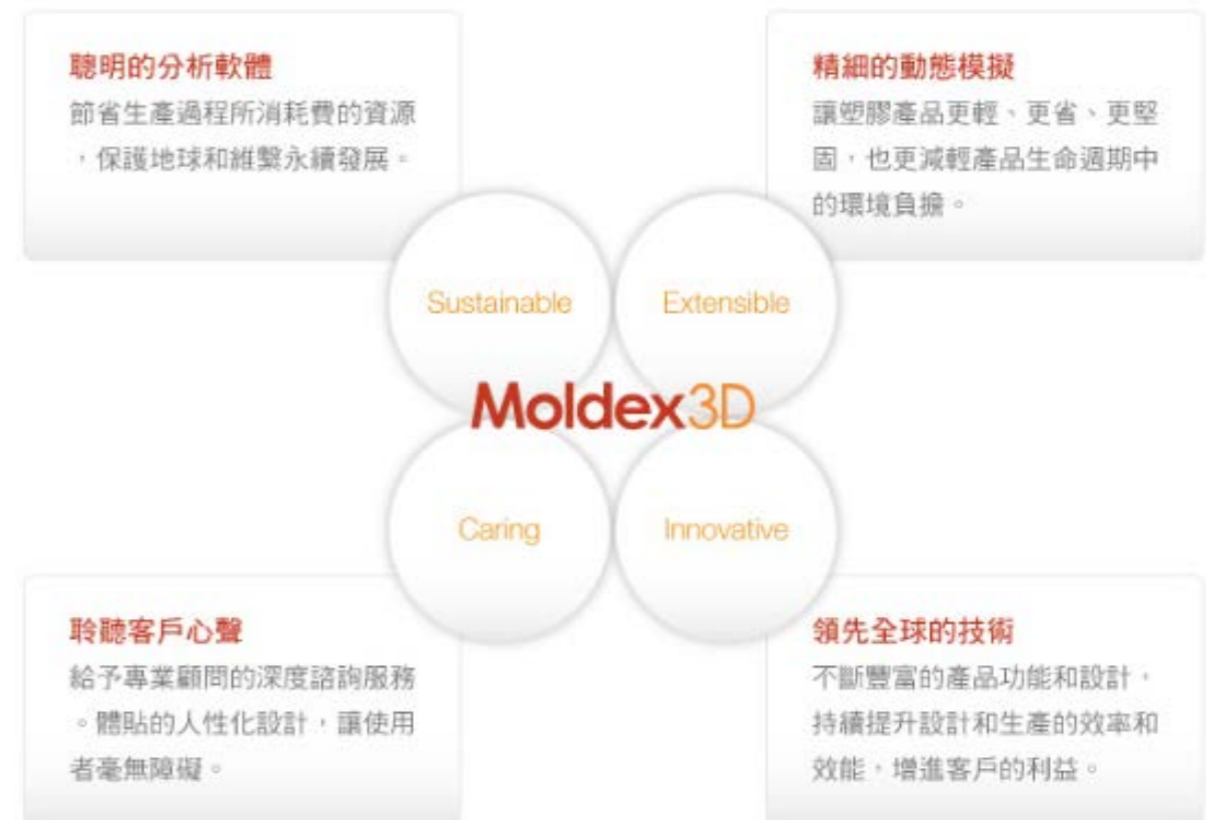 聰明的分析軟體
節省生產過程所消耗費的資源
，保護地球和維繫永續發展。
精細的動態模擬
讓塑膠產品更輕、更省、更堅
固，也更減輕產品生命週期中
的環境負擔。
Sustainable
Extensible
Moldex3D
Caring
Innovative
聆聽客戶心聲
給予專業顧問的深度諮詢服務
。體貼的人性化設計，讓使用
者毫無障礙。
領先全球的技術
不斷豐富的產品功能和設計，
持續提升設計和生產的效率和
效能，增進客戶的利益。